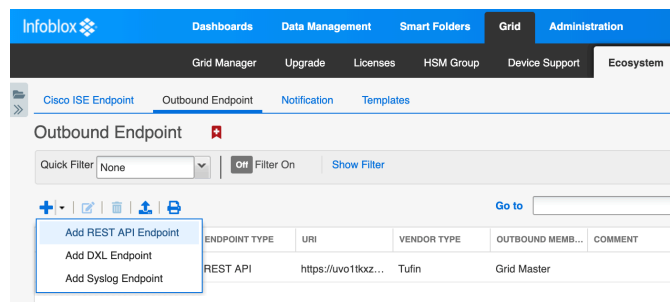 Infoblox Dashboards Data Management Smart Folders Grid Administration
Grid Manager Upgrade Licenses HSM Group Device Support Ecosystem
Cisco ISE Endpoint Outbound Endpoint Notification Templates
Outbound Endpoint
Quick Filter None Off Filter On Show Filter
Go to
Add REST API Endpoint
Add DXL Endpoint
Add Syslog Endpoint
ENDPOINT TYPE URI VENDOR TYPE OUTBOUND MEMB... COMMENT
REST API https://uvo1tkxz... Tufin Grid Master